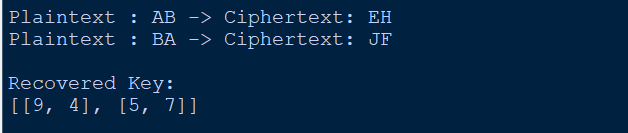 Plaintext : AB -> Ciphertext: EH
Plaintext : BA -> Ciphertext: JF
Recovered Key:
[[9, 4], [5, 7]]